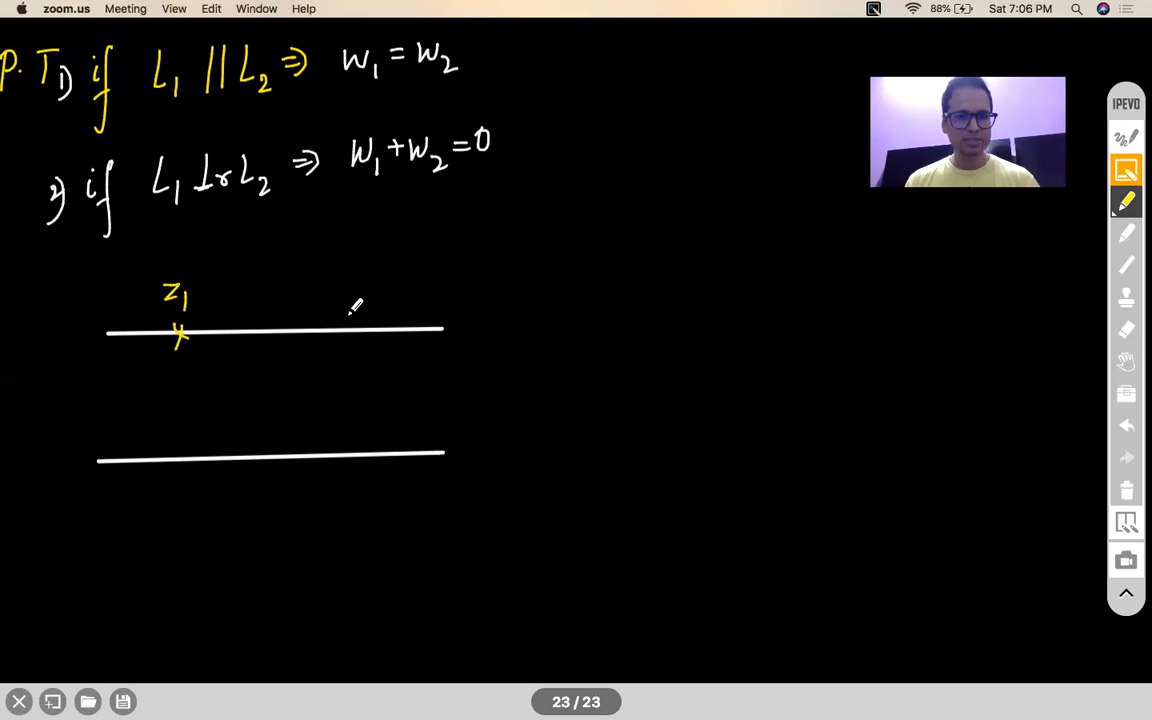 zoom.us Meeting View Edit Window Help 88% Sat 7:06 PM
P. T 1) if L₁ || L₂ ⇒ W₁ = W₂
2) if L₁ ⊥r L₂ ⇒ W₁ + W₂ = 0
IPEVO
Z₁
23 / 23